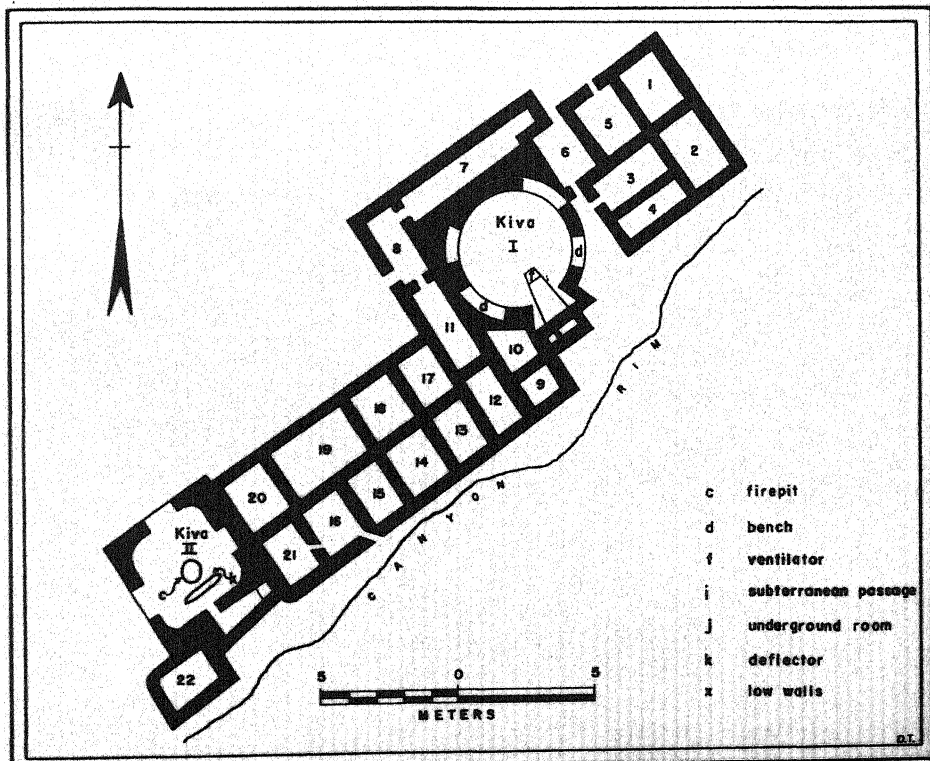 1
5
2
6
3
7
4
Kiva
I
8
d
f
i
d
11
10
9
17
12
18
13
19
14
20
15
16
21
Kiva
II
k
c
22
CANYON RIM
c firepit
d bench
f ventilator
i subterranean passage
j underground room
k deflector
x low walls
5 0 5
METERS
D.T.